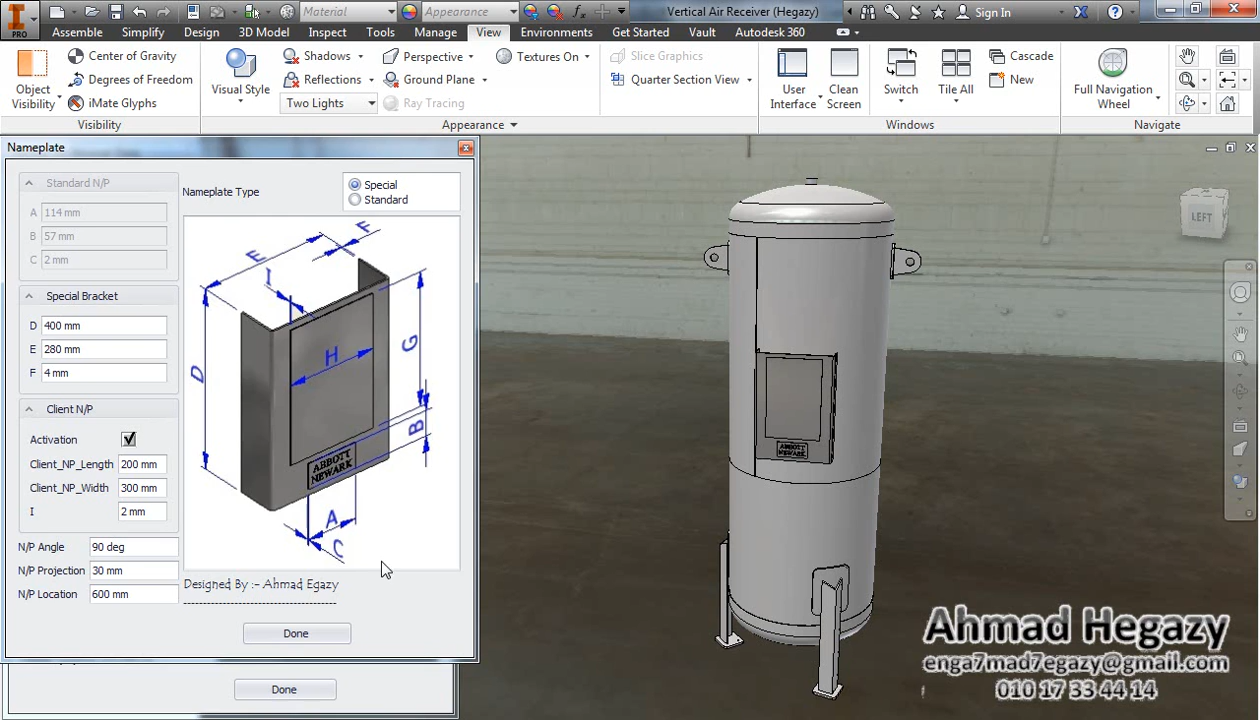 Material
Appearance
Vertical Air Receiver (Hegazy)
Sign In
PRO
Assemble
Simplify
Design
3D Model
Inspect
Tools
Manage
View
Environments
Get Started
Vault
Autodesk 360
Object
Visibility
Center of Gravity
Degrees of Freedom
iMate Glyphs
Visibility
Visual Style
Shadows
Reflections
Two Lights
Perspective
Ground Plane
Ray Tracing
Textures On
Appearance
Slice Graphics
Quarter Section View
User
Interface
Clean
Screen
Switch
Tile All
Cascade
New
Windows
Full Navigation
Wheel
Navigate
Nameplate
Standard N/P
A 114 mm
B 57 mm
C 2 mm
Special Bracket
D 400 mm
E 280 mm
F 4 mm
Client N/P
Activation
Client_NP_Length 200 mm
Client_NP_Width 300 mm
I 2 mm
N/P Angle 90 deg
N/P Projection 30 mm
N/P Location 600 mm
Nameplate Type
Special
Standard
F
E
I
G
H
D
B
ABBOTT
NEWARK
A
C
Designed By :- Ahmad Egazy
Done
Done
LEFT
ABBOTT
NEWARK
Ahmad Hegazy
enga7mad7egazy@gmail.com
010 17 33 44 14